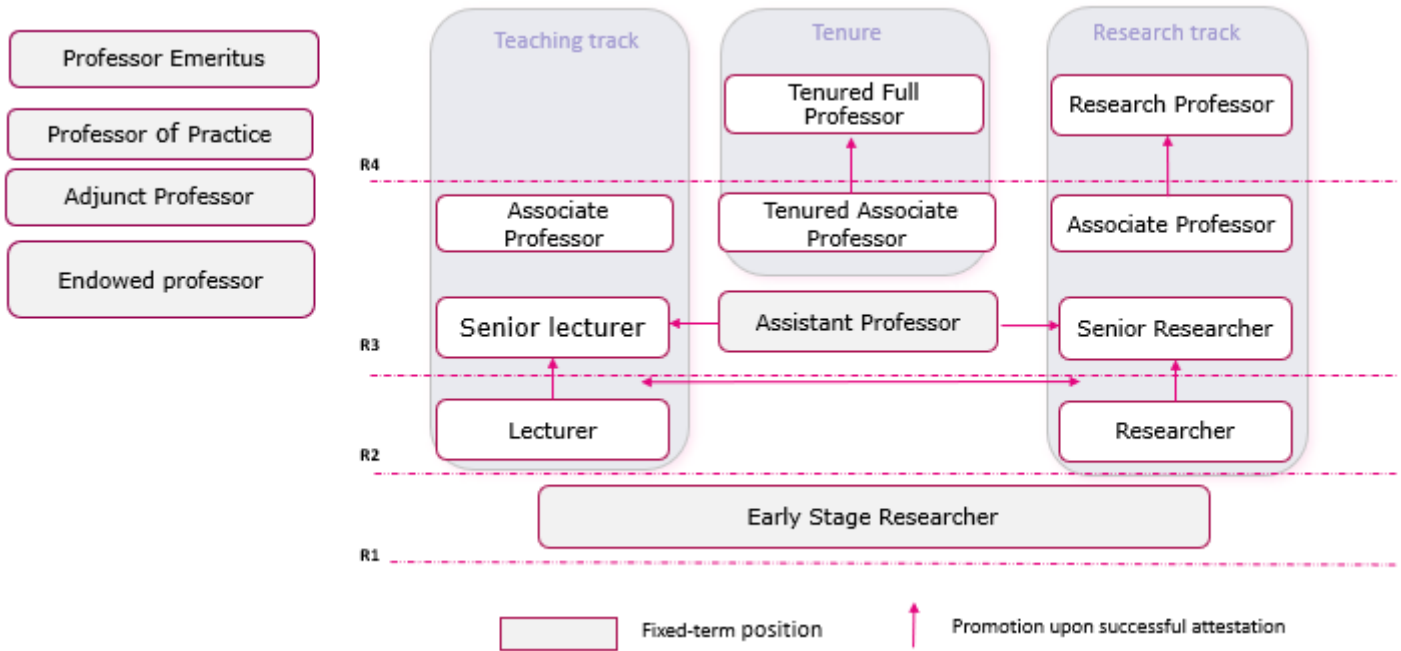 Professor Emeritus
Professor of Practice
Adjunct Professor
Endowed professor
Teaching track
Tenure
Research track
Tenured Full
Professor
Research Professor
R4
Associate
Professor
Tenured Associate
Professor
Associate Professor
Senior lecturer
Assistant Professor
Senior Researcher
R3
Lecturer
Researcher
R2
Early Stage Researcher
R1
Fixed-term position
Promotion upon successful attestation